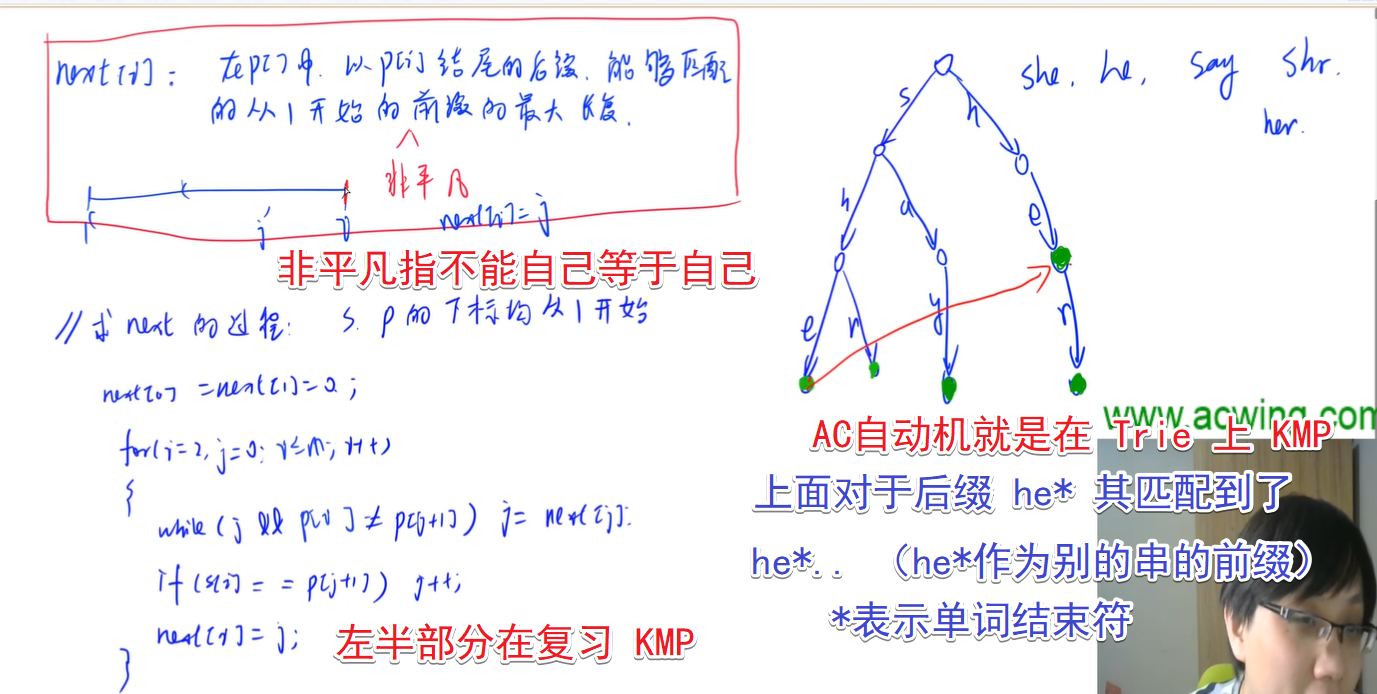 next[i]: 在p[]中,以p[i]结尾的后缀,能够匹配
的从1开始的前缀的最大长度.
非平凡
1 j i next[i]=j
非平凡指不能自己等于自己
//求next的过程: s, p的下标均从1开始
next[0] =next[1]=0;
for(i=2, j=0; i≤m; i++)
{
while(j && p[i]≠p[j+1]) j= next[j];
if(s[i]==p[j+1]) j++;
next[i]=j;
}
左半部分在复习 KMP
she, he, say shr.
her.
s h
h a e
e r y r
www.acwing.com
AC自动机就是在 Trie 上 KMP
上面对于后缀 he* 其匹配到了
he*.. （he*作为别的串的前缀）
*表示单词结束符